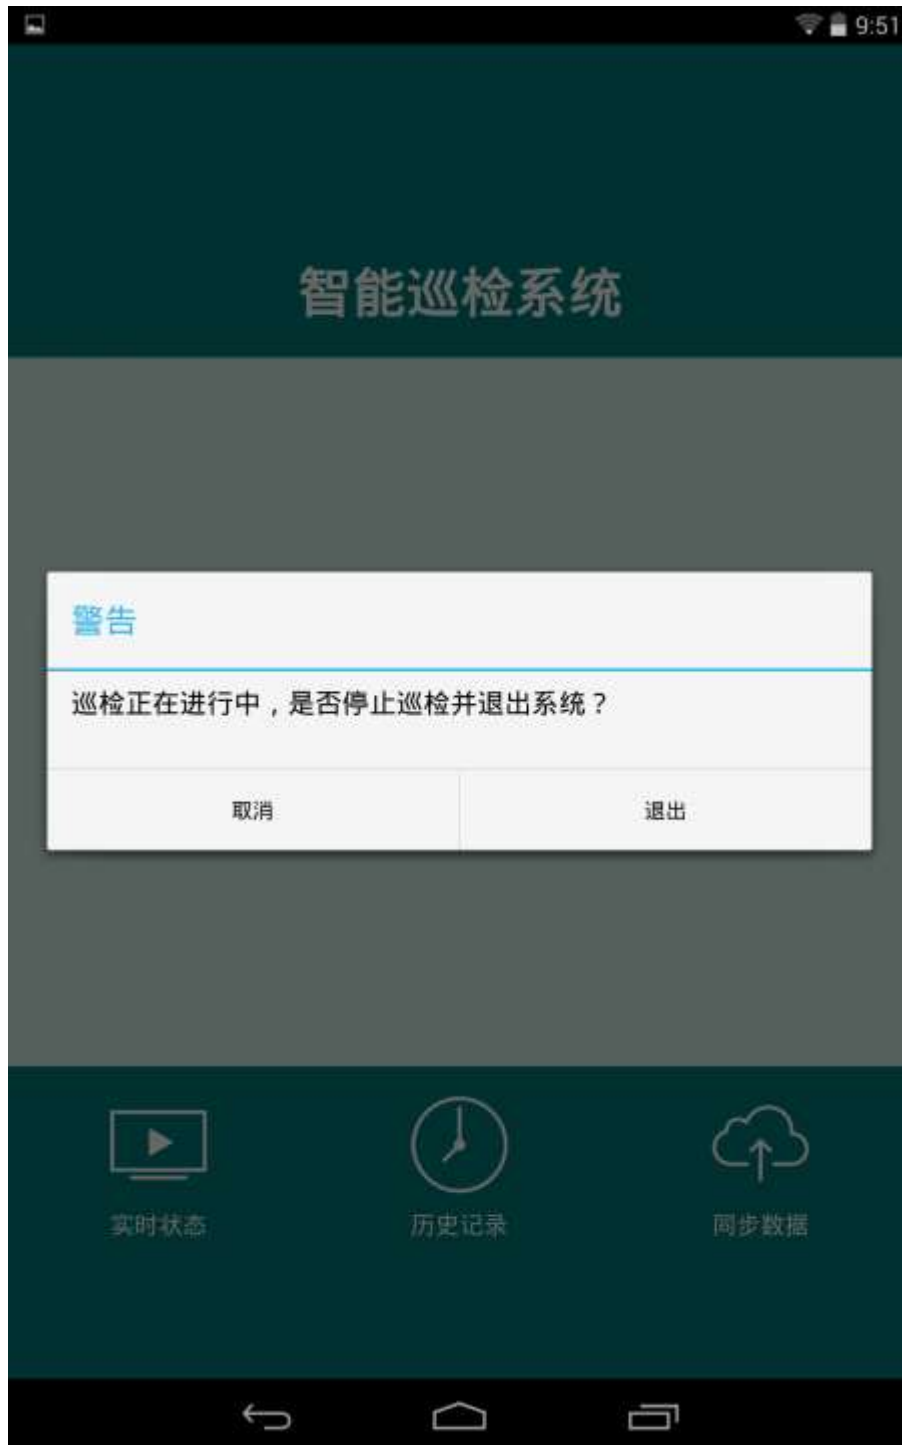 9:51
智能巡检系统
警告
巡检正在进行中，是否停止巡检并退出系统？
取消 退出
实时状态 历史记录 同步数据